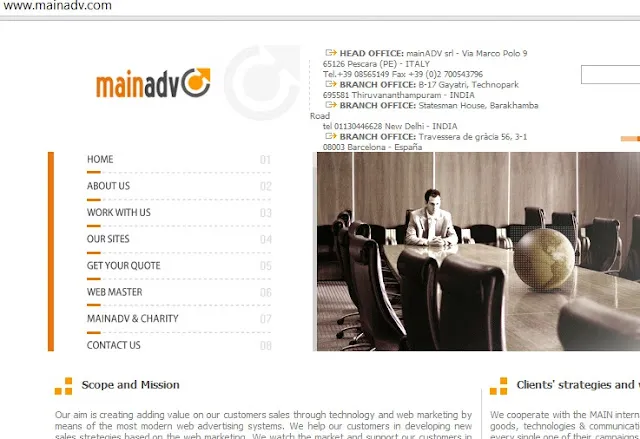 www.mainadv.com
mainadv
HEAD OFFICE: mainADV srl - Via Marco Polo 9
65126 Pescara (PE) - ITALY
Tel.+39 08565149 Fax +39 (0)2 700543796
BRANCH OFFICE: B-17 Gayatri, Technopark
695581 Thiruvananthampuram - INDIA
BRANCH OFFICE: Statesman House, Barakhamba
Road
tel 01130446628 New Delhi - INDIA
BRANCH OFFICE: Travessera de gràcia 56, 3-1
08003 Barcelona - España
HOME 01
ABOUT US 02
WORK WITH US 03
OUR SITES 04
GET YOUR QUOTE 05
WEB MASTER 06
MAINADV & CHARITY 07
CONTACT US 08
Scope and Mission
Our aim is creating adding value on our customers sales through technology and web marketing by
means of the most modern web advertising systems. We help our customers in developing new
sales strategies based on the web marketing. We watch the market and support our customers in
Clients' strategies and
We cooperate with the MAIN intern
goods, technologies & communicat
every single one of their campaigns